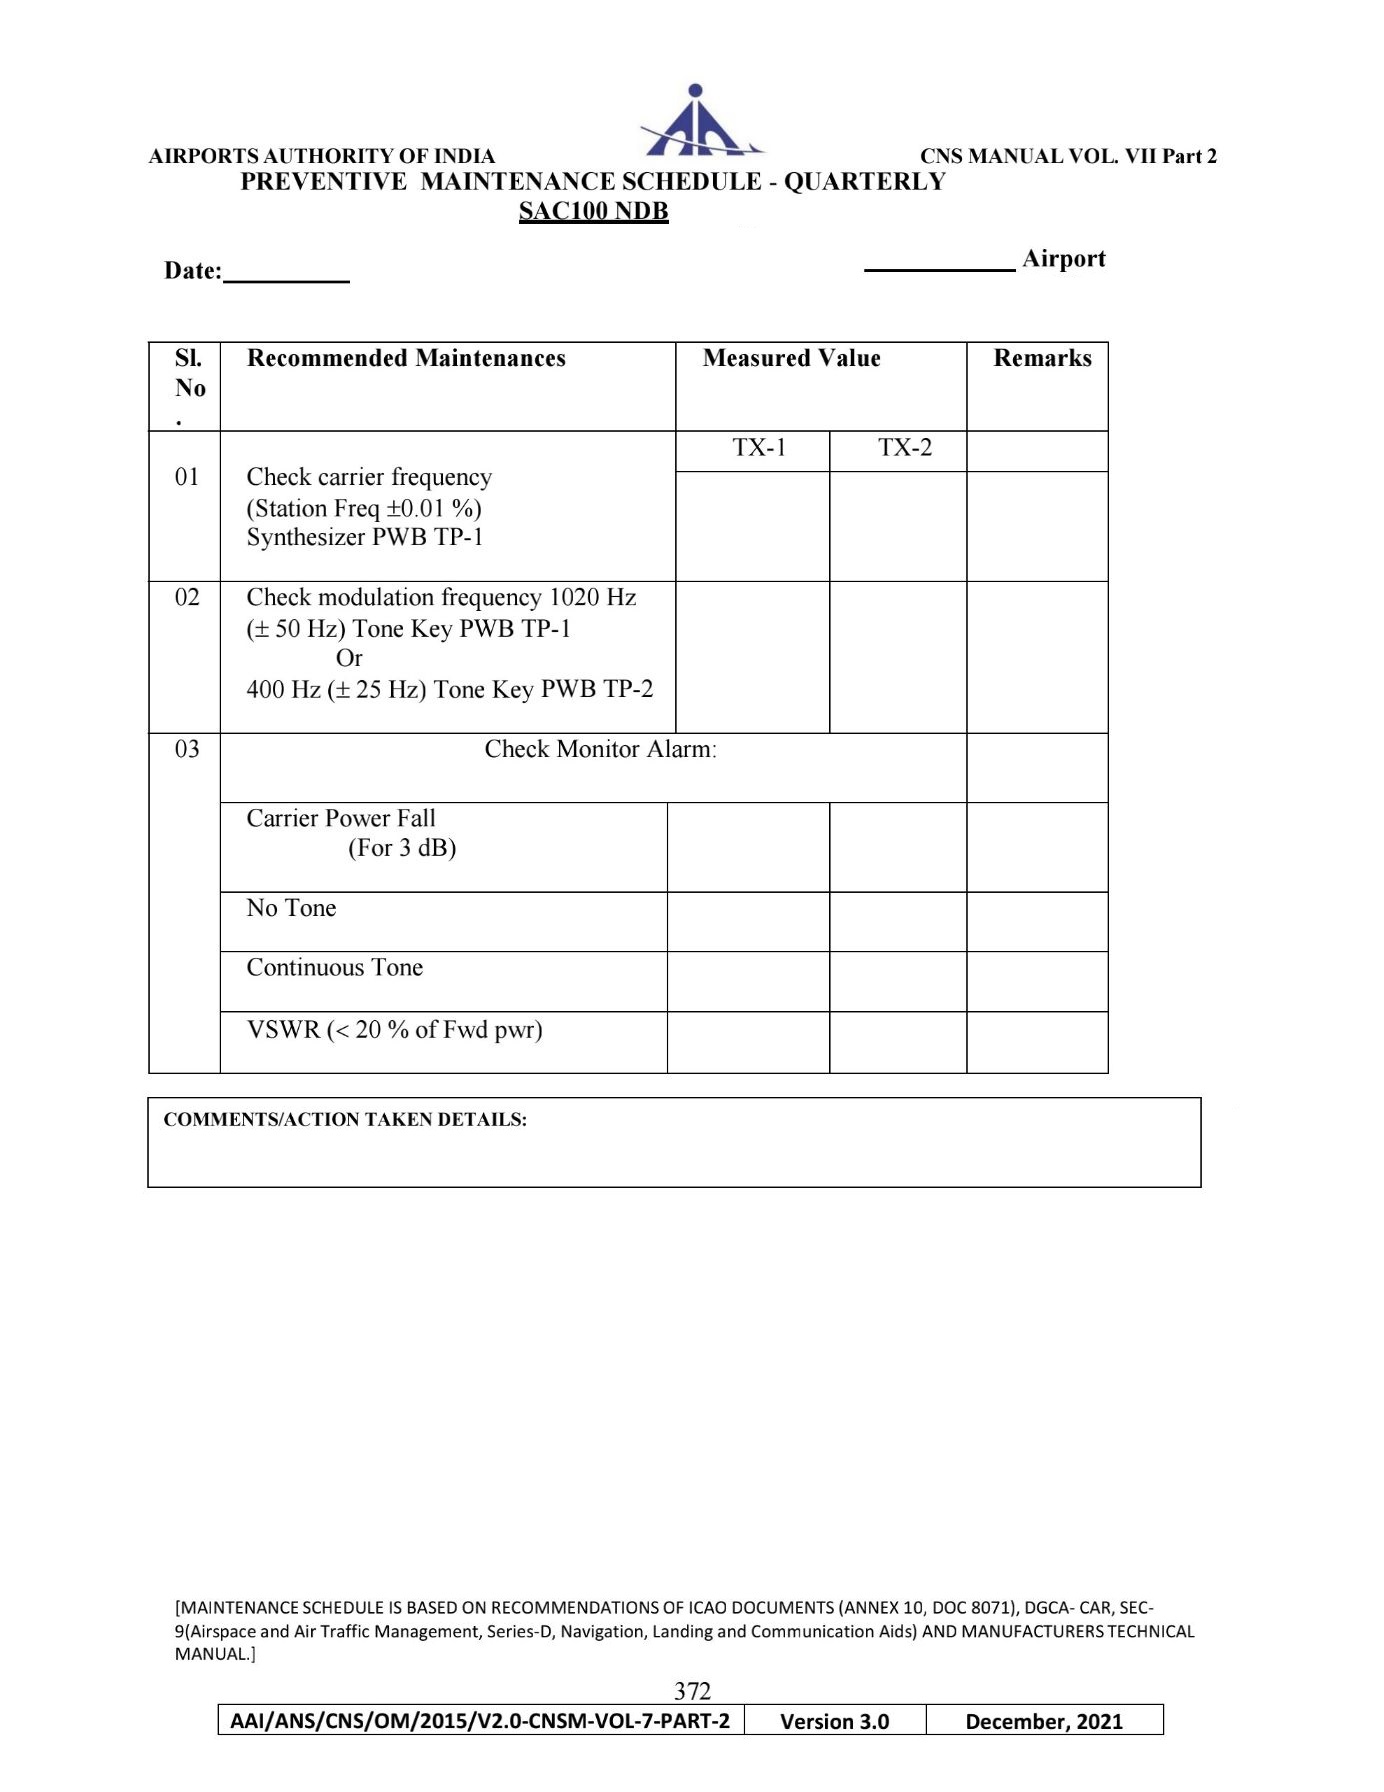 AIRPORTS AUTHORITY OF INDIA
CNS MANUAL VOL. VII Part 2
PREVENTIVE MAINTENANCE SCHEDULE - QUARTERLY
SAC100 NDB
Date:__________
____________ Airport
Sl. No. Recommended Maintenances Measured Value Remarks
TX-1 TX-2
01 Check carrier frequency
(Station Freq ±0.01 %)
Synthesizer PWB TP-1
02 Check modulation frequency 1020 Hz
(± 50 Hz) Tone Key PWB TP-1
Or
400 Hz (± 25 Hz) Tone Key PWB TP-2
03 Check Monitor Alarm:
Carrier Power Fall
(For 3 dB)
No Tone
Continuous Tone
VSWR (< 20 % of Fwd pwr)
COMMENTS/ACTION TAKEN DETAILS:
[MAINTENANCE SCHEDULE IS BASED ON RECOMMENDATIONS OF ICAO DOCUMENTS (ANNEX 10, DOC 8071), DGCA- CAR, SEC-
9(Airspace and Air Traffic Management, Series-D, Navigation, Landing and Communication Aids) AND MANUFACTURERS TECHNICAL
MANUAL.]
372
AAI/ANS/CNS/OM/2015/V2.0-CNSM-VOL-7-PART-2 Version 3.0 December, 2021